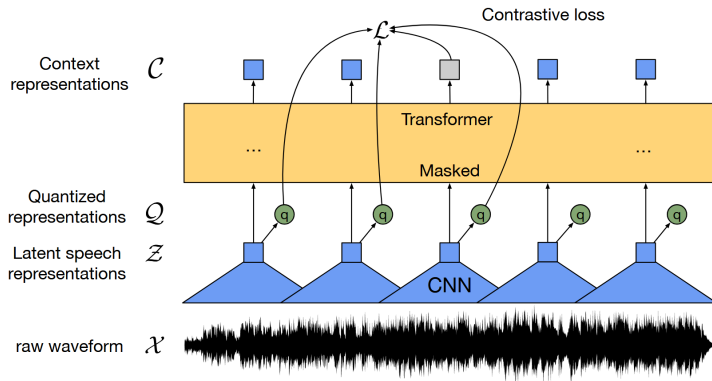 Contrastive loss
ℒ
Context
representations
𝒞
Transformer
...
...
Masked
Quantized
representations
𝒬
q
q
q
q
q
Latent speech
representations
𝒵
CNN
raw waveform
𝒳